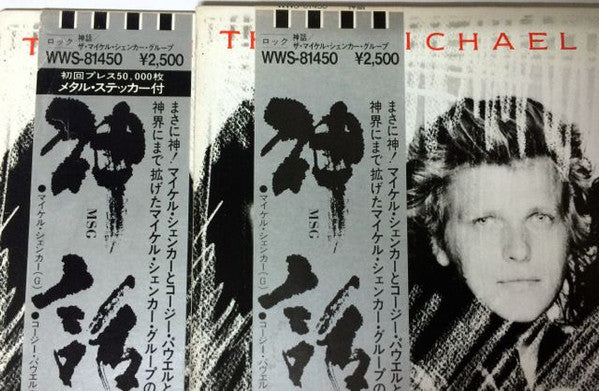 T
ロック 神話
ザ・マイケル・シェンカー・グループ
WWS-81450 ¥2,500
初回プレス50,000枚
メタル・ステッカー付
まさに神!マイケル・シェンカーとコージー・パウエルと
神界にまで拡げたマイケル・シェンカー・グループの
神話
MSG
●マイケル・シェンカー(G)
●コージー・パウエル
WWS-81450
TH
ICHAEL
ロック 神話
ザ・マイケル・シェンカー・グループ
WWS-81450 ¥2,500
まさに神!マイケル・シェンカーとコージー・パウエルと
神界にまで拡げたマイケル・シェンカー・グループの
神話
MSG
●マイケル・シェンカー(G)
●コージー・パウエル